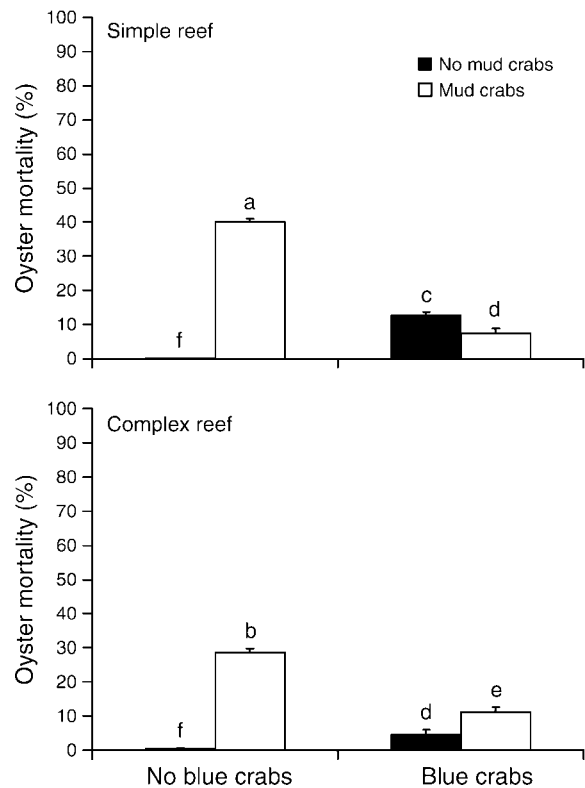 Simple reef
No mud crabs
Mud crabs
Oyster mortality (%)
100
90
80
70
60
50
40
30
20
10
0
f
a
c
d
Complex reef
Oyster mortality (%)
100
90
80
70
60
50
40
30
20
10
0
f
b
d
e
No blue crabs
Blue crabs